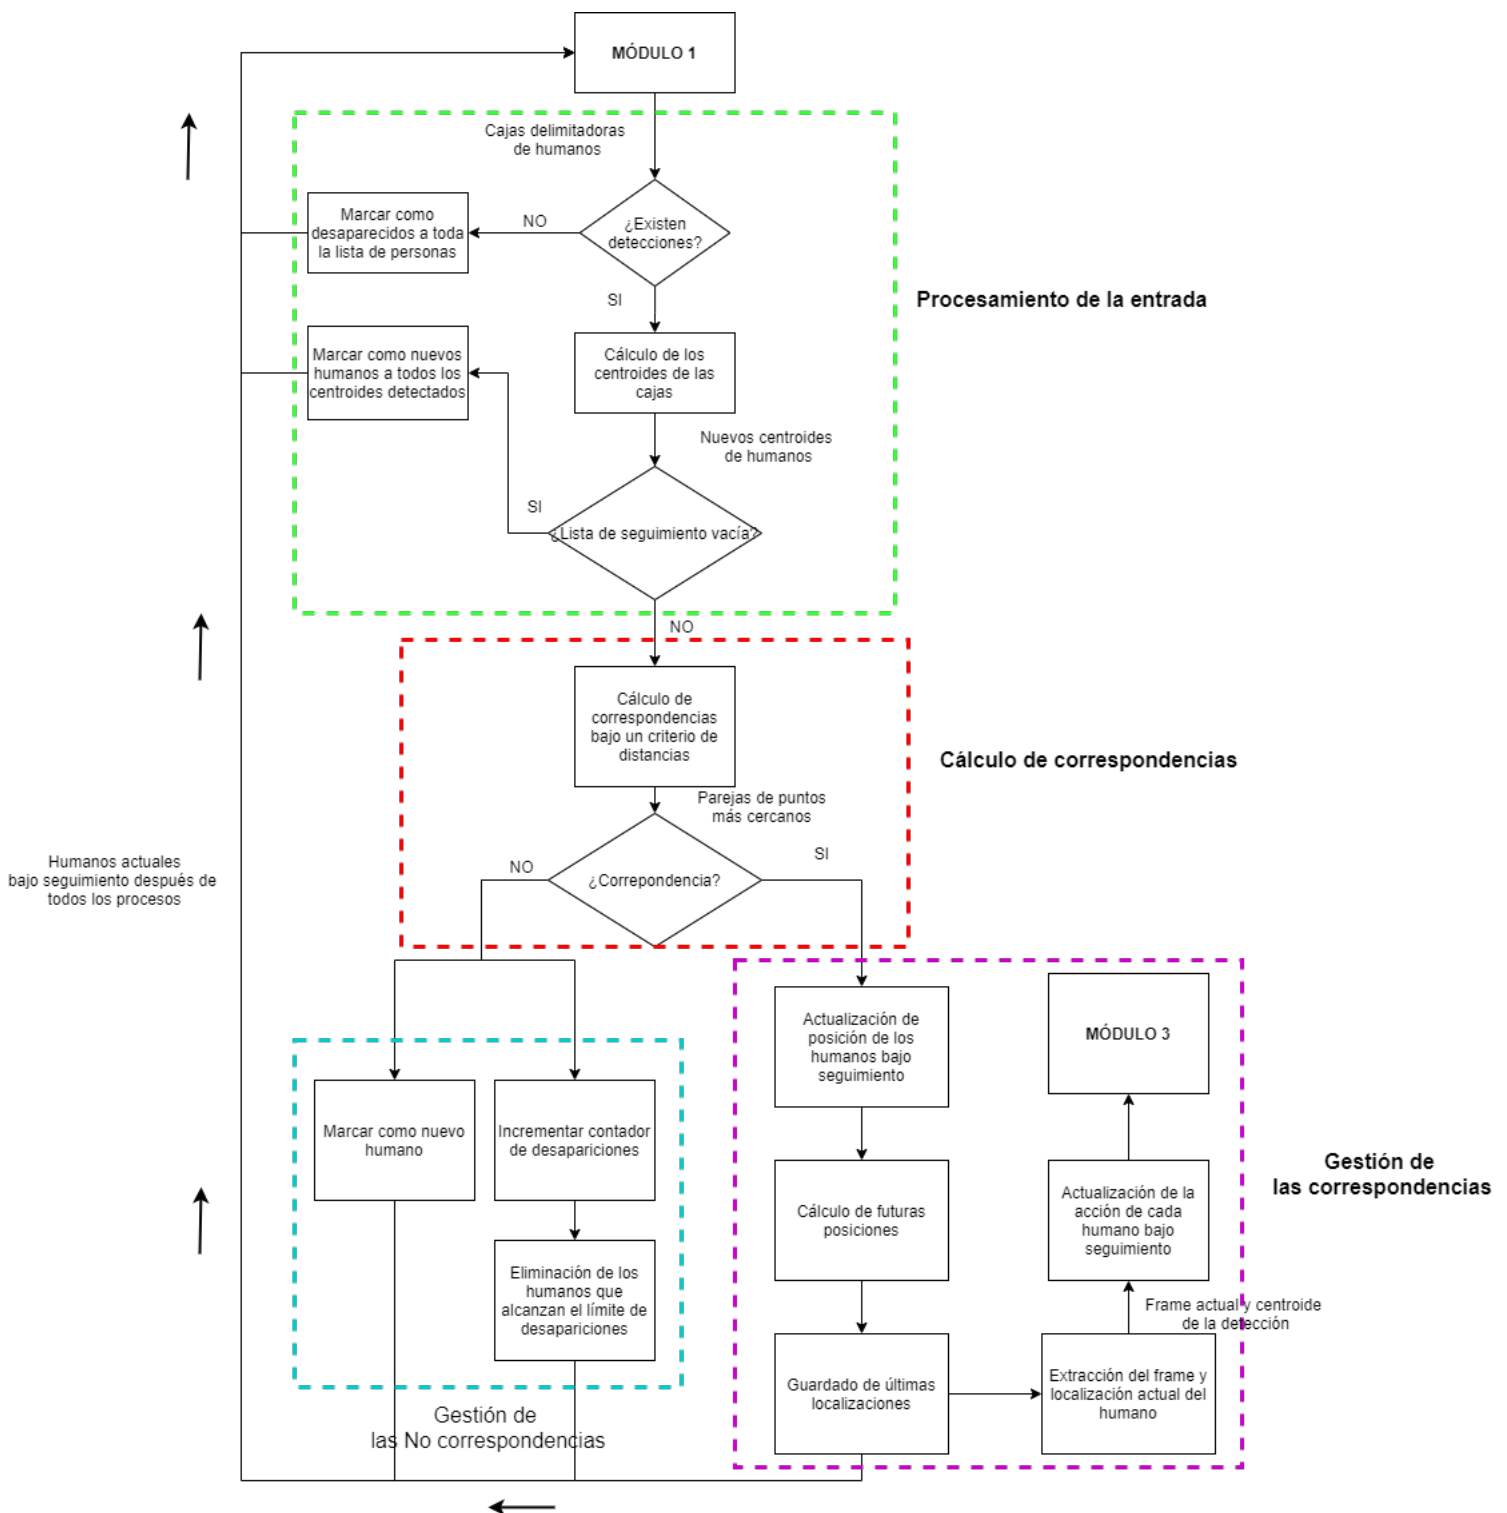 MÓDULO 1
Cajas delimitadoras
de humanos
¿Existen
detecciones?
NO
Marcar como
desaparecidos a toda
la lista de personas
SI
Procesamiento de la entrada
Cálculo de los
centroides de las
cajas
Marcar como nuevos
humanos a todos los
centroides detectados
Nuevos centroides
de humanos
SI
¿Lista de seguimiento vacía?
NO
Cálculo de
correspondencias
bajo un criterio de
distancias
Cálculo de correspondencias
Parejas de puntos
más cercanos
¿Correpondencia?
NO
SI
Humanos actuales
bajo seguimiento después de
todos los procesos
Actualización de
posición de los
humanos bajo
seguimiento
MÓDULO 3
Marcar como nuevo
humano
Incrementar contador
de desapariciones
Gestión de
las correspondencias
Cálculo de futuras
posiciones
Actualización de la
acción de cada
humano bajo
seguimiento
Eliminación de los
humanos que
alcanzan el límite de
desapariciones
Frame actual y centroide
de la detección
Guardado de últimas
localizaciones
Extracción del frame y
localización actual del
humano
Gestión de
las No correspondencias